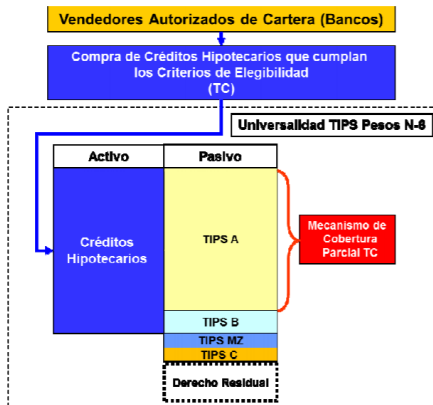 Vendedores Autorizados de Cartera (Bancos)
Compra de Créditos Hipotecarios que cumplan
los Criterios de Elegibilidad
(TC)
Universalidad TIPS Pesos N-6
Activo
Pasivo
Créditos
Hipotecarios
TIPS A
Mecanismo de
Cobertura
Parcial TC
TIPS B
TIPS MZ
TIPS C
Derecho Residual